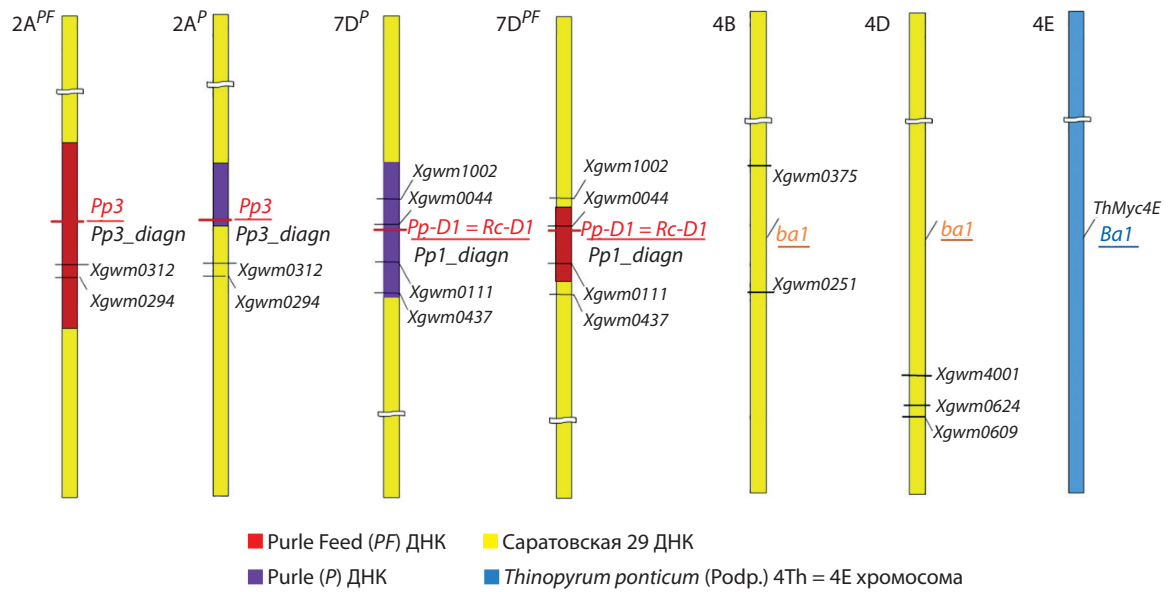 2A^PF
2A^P
7D^P
7D^PF
4B
4D
4E
Pp3
Pp3_diagn
Xgwm0312
Xgwm0294
Pp3
Pp3_diagn
Xgwm0312
Xgwm0294
Xgwm1002
Xgwm0044
Pp-D1 = Rc-D1
Pp1_diagn
Xgwm0111
Xgwm0437
Xgwm1002
Xgwm0044
Pp-D1 = Rc-D1
Pp1_diagn
Xgwm0111
Xgwm0437
Xgwm0375
ba1
Xgwm0251
ba1
Xgwm4001
Xgwm0624
Xgwm0609
ThMyc4E
Ba1
Purle Feed (PF) ДНК
Саратовская 29 ДНК
Purle (P) ДНК
Thinopyrum ponticum (Podp.) 4Th = 4E хромосома